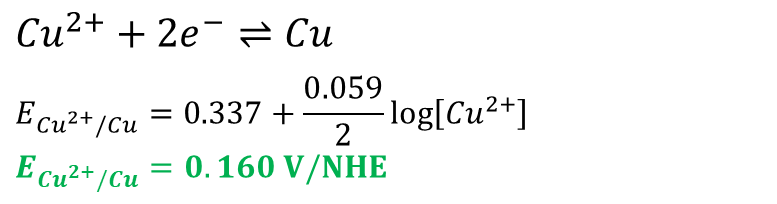 Cu²⁺ + 2e⁻ ⇌ Cu
E_{Cu²⁺/Cu} = 0.337 + \frac{0.059}{2} log[Cu²⁺]
E_{Cu²⁺/Cu} = 0.160 V/NHE